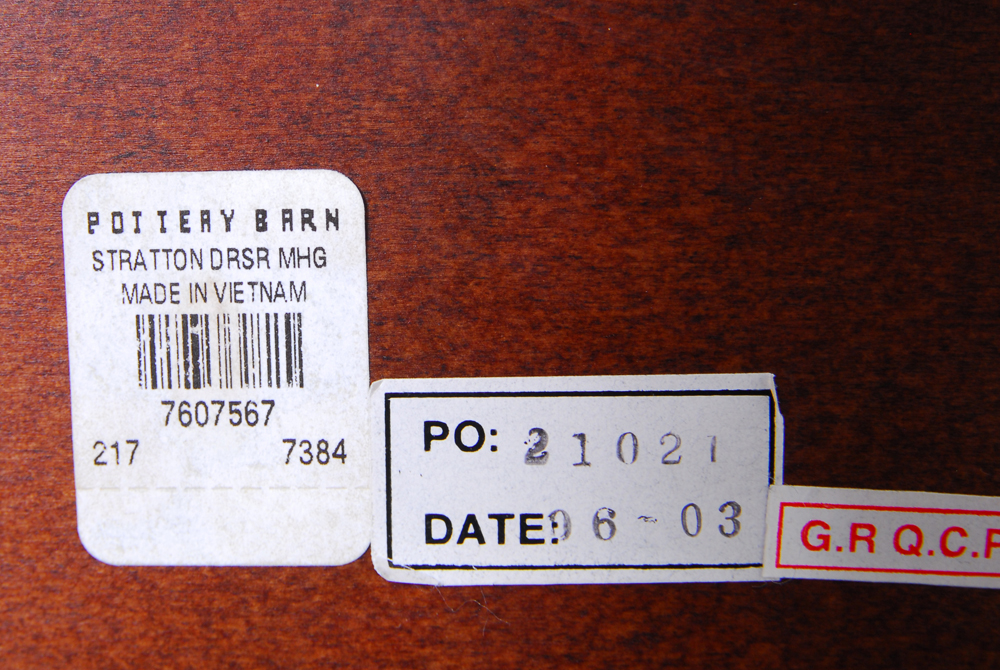 POTTERY BARN
STRATTON DRSR MHG
MADE IN VIETNAM
7607567
217 7384
PO: 21021
DATE: 06-03
G.R Q.C.